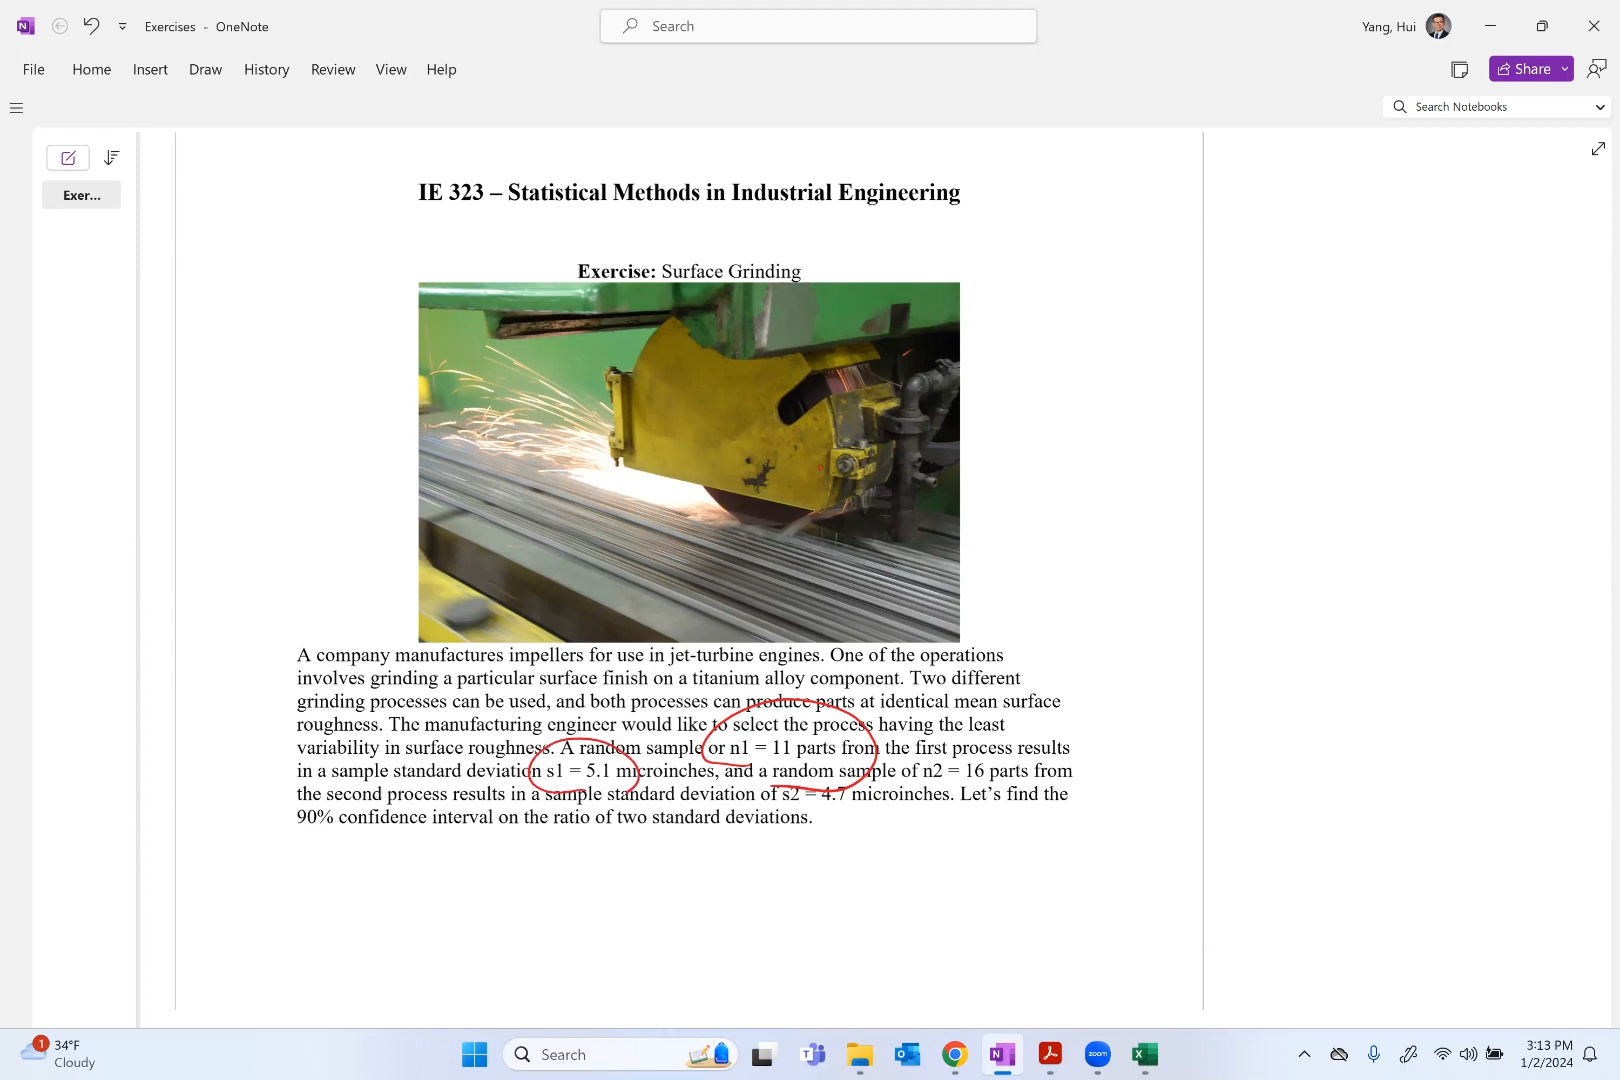 Exercises - OneNote
Search
Yang, Hui
File Home Insert Draw History Review View Help
Share
Search Notebooks
Exer...
IE 323 – Statistical Methods in Industrial Engineering
Exercise: Surface Grinding
A company manufactures impellers for use in jet-turbine engines. One of the operations
involves grinding a particular surface finish on a titanium alloy component. Two different
grinding processes can be used, and both processes can produce parts at identical mean surface
roughness. The manufacturing engineer would like to select the process having the least
variability in surface roughness. A random sample or n1 = 11 parts from the first process results
in a sample standard deviation s1 = 5.1 microinches, and a random sample of n2 = 16 parts from
the second process results in a sample standard deviation of s2 = 4.7 microinches. Let’s find the
90% confidence interval on the ratio of two standard deviations.
1
34°F
Cloudy
Search
zoom
3:13 PM
1/2/2024